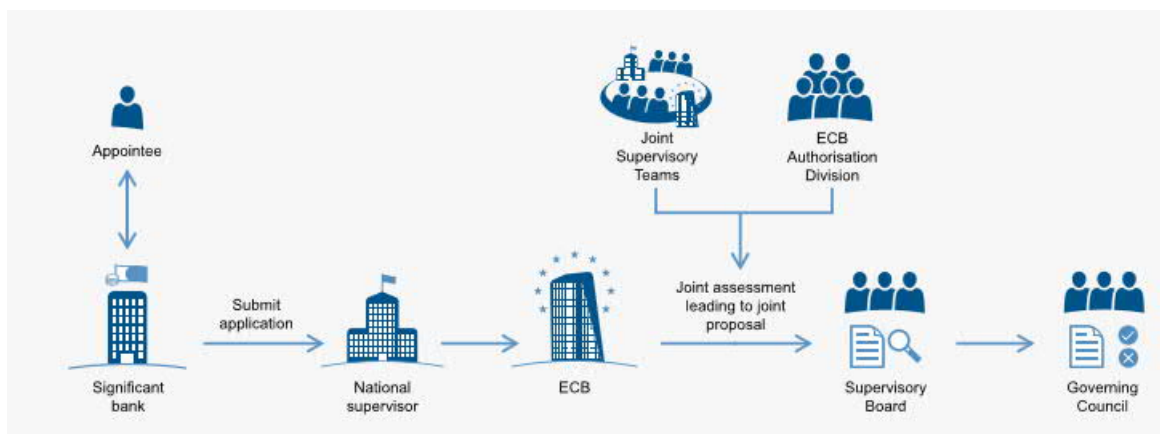 Appointee
Joint
Supervisory
Teams
ECB
Authorisation
Division
Submit
application
Joint assessment
leading to joint
proposal
Significant
bank
National
supervisor
ECB
Supervisory
Board
Governing
Council